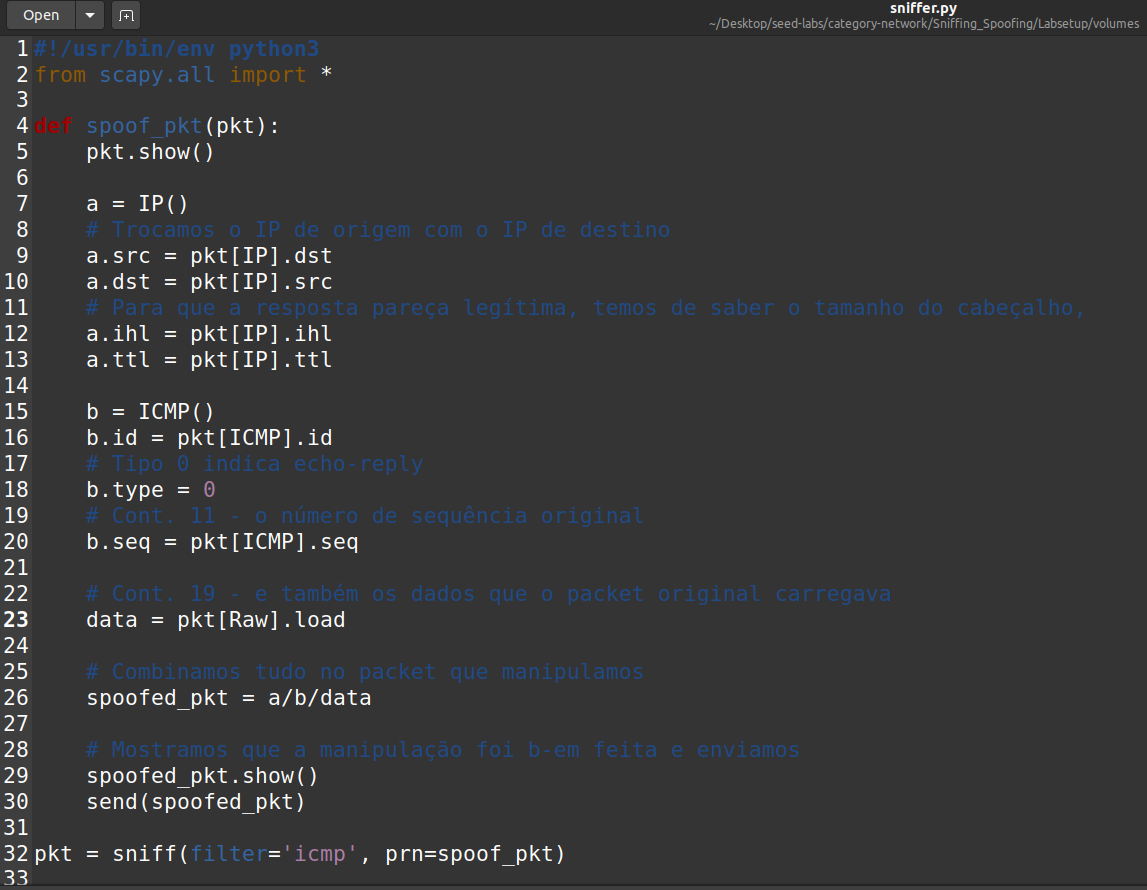 Open
sniffer.py
~/Desktop/seed-labs/category-network/Sniffing_Spoofing/Labsetup/volumes
1 #!/usr/bin/env python3
2 from scapy.all import *
3
4 def spoof_pkt(pkt):
5     pkt.show()
6
7     a = IP()
8     # Trocamos o IP de origem com o IP de destino
9     a.src = pkt[IP].dst
10     a.dst = pkt[IP].src
11     # Para que a resposta pareça legítima, temos de saber o tamanho do cabeçalho,
12     a.ihl = pkt[IP].ihl
13     a.ttl = pkt[IP].ttl
14
15     b = ICMP()
16     b.id = pkt[ICMP].id
17     # Tipo 0 indica echo-reply
18     b.type = 0
19     # Cont. 11 - o número de sequência original
20     b.seq = pkt[ICMP].seq
21
22     # Cont. 19 - e também os dados que o packet original carregava
23     data = pkt[Raw].load
24
25     # Combinamos tudo no packet que manipulamos
26     spoofed_pkt = a/b/data
27
28     # Mostramos que a manipulação foi b-em feita e enviamos
29     spoofed_pkt.show()
30     send(spoofed_pkt)
31
32 pkt = sniff(filter='icmp', prn=spoof_pkt)
33